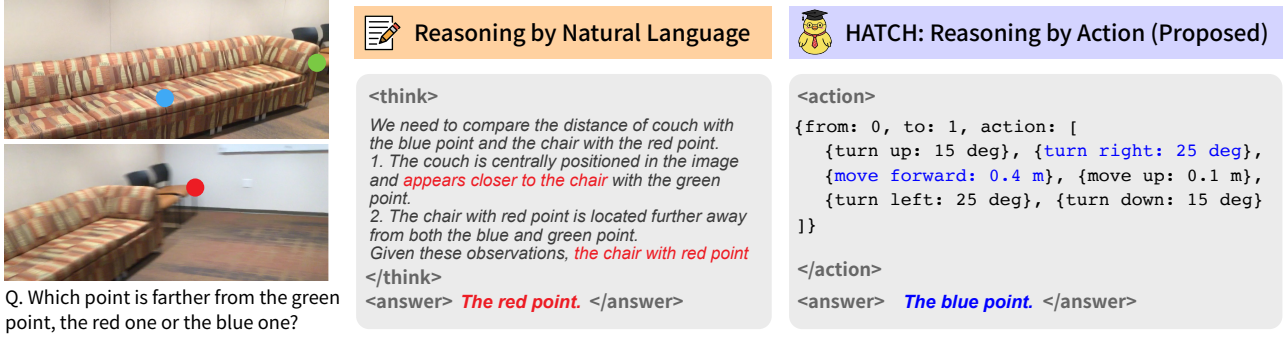 Q. Which point is farther from the green
point, the red one or the blue one?
Reasoning by Natural Language
<think>
We need to compare the distance of couch with
the blue point and the chair with the red point.
1. The couch is centrally positioned in the image
and appears closer to the chair with the green
point.
2. The chair with red point is located further away
from both the blue and green point.
Given these observations, the chair with red point
</think>
<answer> The red point. </answer>
HATCH: Reasoning by Action (Proposed)
<action>
{from: 0, to: 1, action: [
{turn up: 15 deg}, {turn right: 25 deg},
{move forward: 0.4 m}, {move up: 0.1 m},
{turn left: 25 deg}, {turn down: 15 deg}
]}
</action>
<answer> The blue point. </answer>